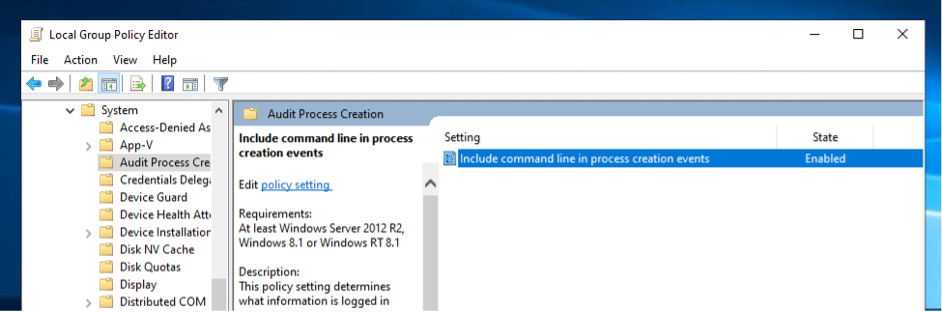 Local Group Policy Editor
File Action View Help
System
Access-Denied As
App-V
Audit Process Cre
Credentials Deleg
Device Guard
Device Health Att
Device Installation
Disk NV Cache
Disk Quotas
Display
Distributed COM
Audit Process Creation
Include command line in process
creation events
Edit policy setting
Requirements:
At least Windows Server 2012 R2,
Windows 8.1 or Windows RT 8.1
Description:
This policy setting determines
what information is logged in
Setting State
Include command line in process creation events Enabled